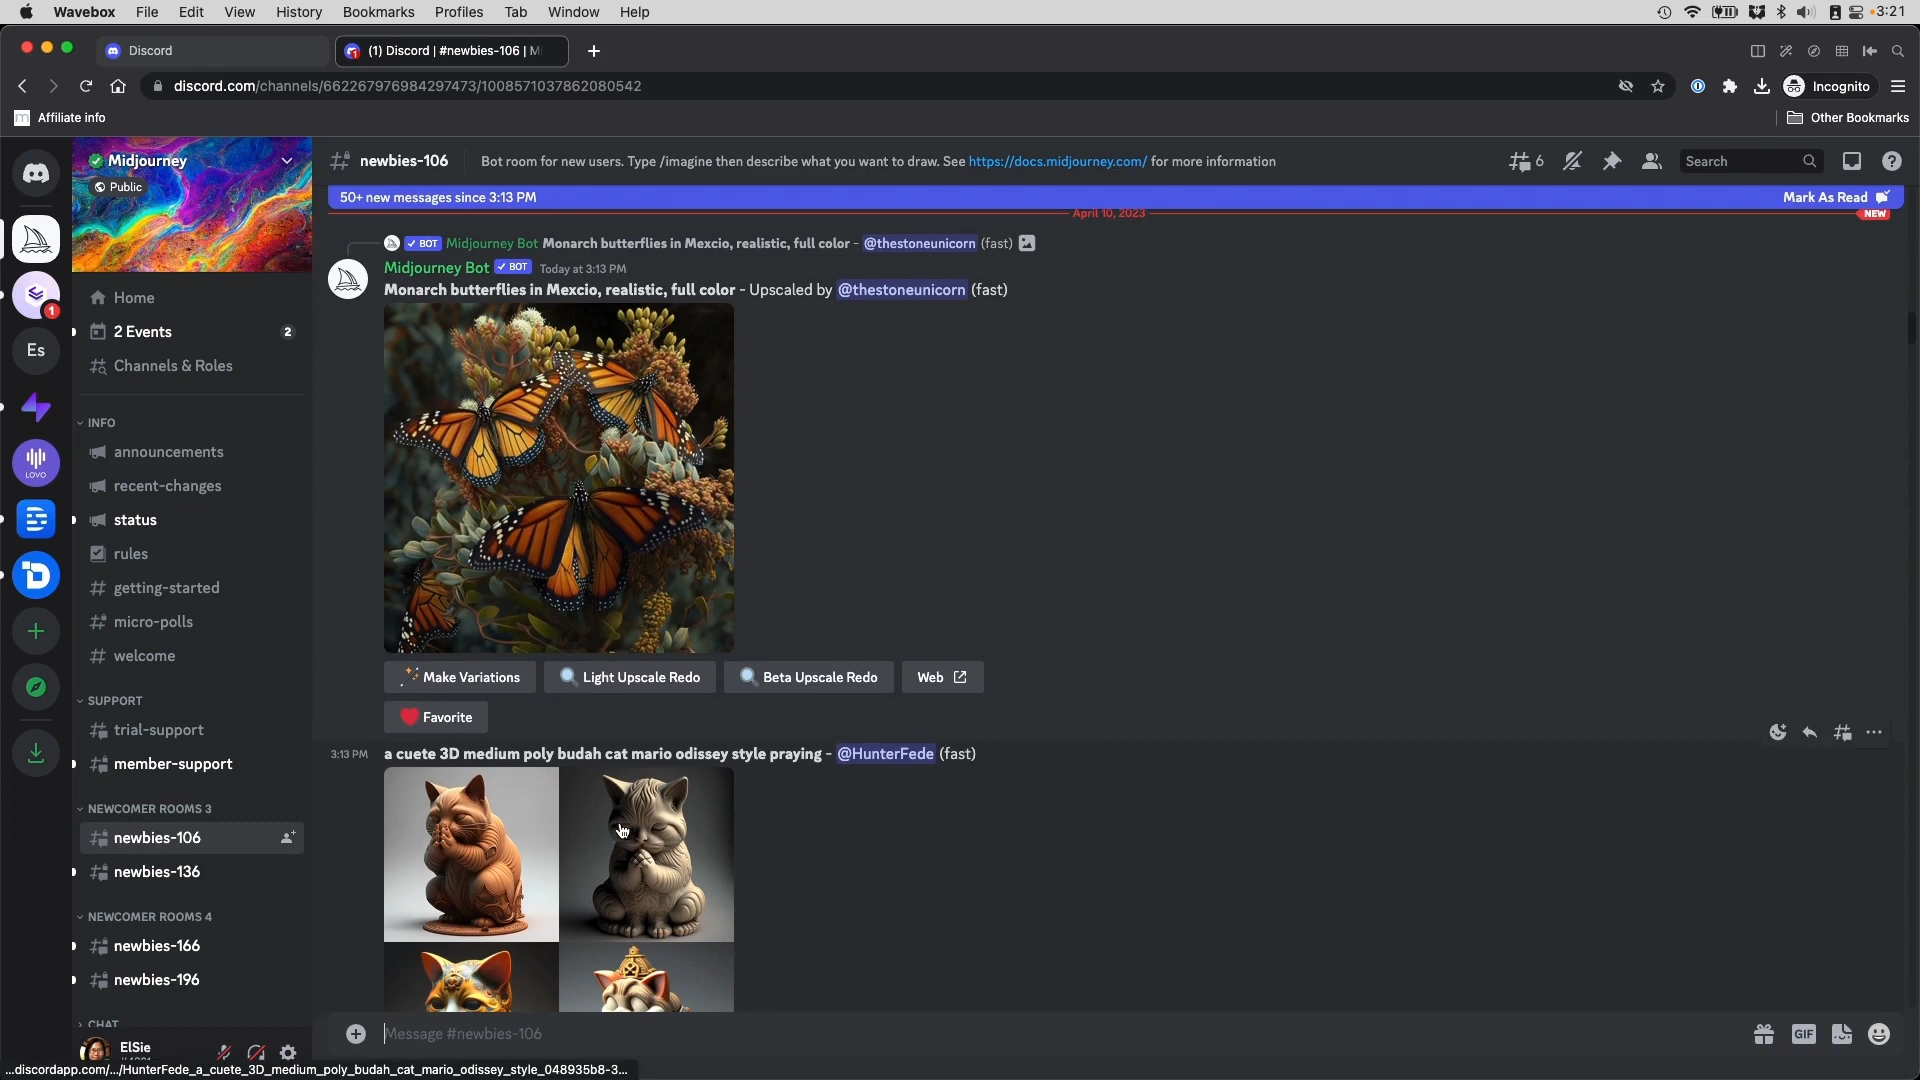 Wavebox File Edit View History Bookmarks Profiles Tab Window Help 3:21
Discord (1) Discord | #newbies-106 | Mi
discord.com/channels/662267976984297473/1008571037862080542 Incognito
m Affiliate info Other Bookmarks
Midjourney
Public
Home
2 Events 2
Channels & Roles
INFO
announcements
recent-changes
status
rules
getting-started
micro-polls
welcome
SUPPORT
trial-support
member-support
NEWCOMER ROOMS 3
newbies-106
newbies-136
NEWCOMER ROOMS 4
newbies-166
newbies-196
CHAT
ElSie
1
Es
LOVO
newbies-106 Bot room for new users. Type /imagine then describe what you want to draw. See https://docs.midjourney.com/ for more information 6 Search
50+ new messages since 3:13 PM Mark As Read
April 10, 2023 NEW
BOT Midjourney Bot Monarch butterflies in Mexcio, realistic, full color - @thestoneunicorn (fast)
Midjourney Bot BOT Today at 3:13 PM
Monarch butterflies in Mexcio, realistic, full color - Upscaled by @thestoneunicorn (fast)
Make Variations Light Upscale Redo Beta Upscale Redo Web
Favorite
3:13 PM a cuete 3D medium poly budah cat mario odissey style praying - @HunterFede (fast)
Message #newbies-106 GIF
...discordapp.com/.../HunterFede_a_cuete_3D_medium_poly_budah_cat_mario_odissey_style_048935b8-3...